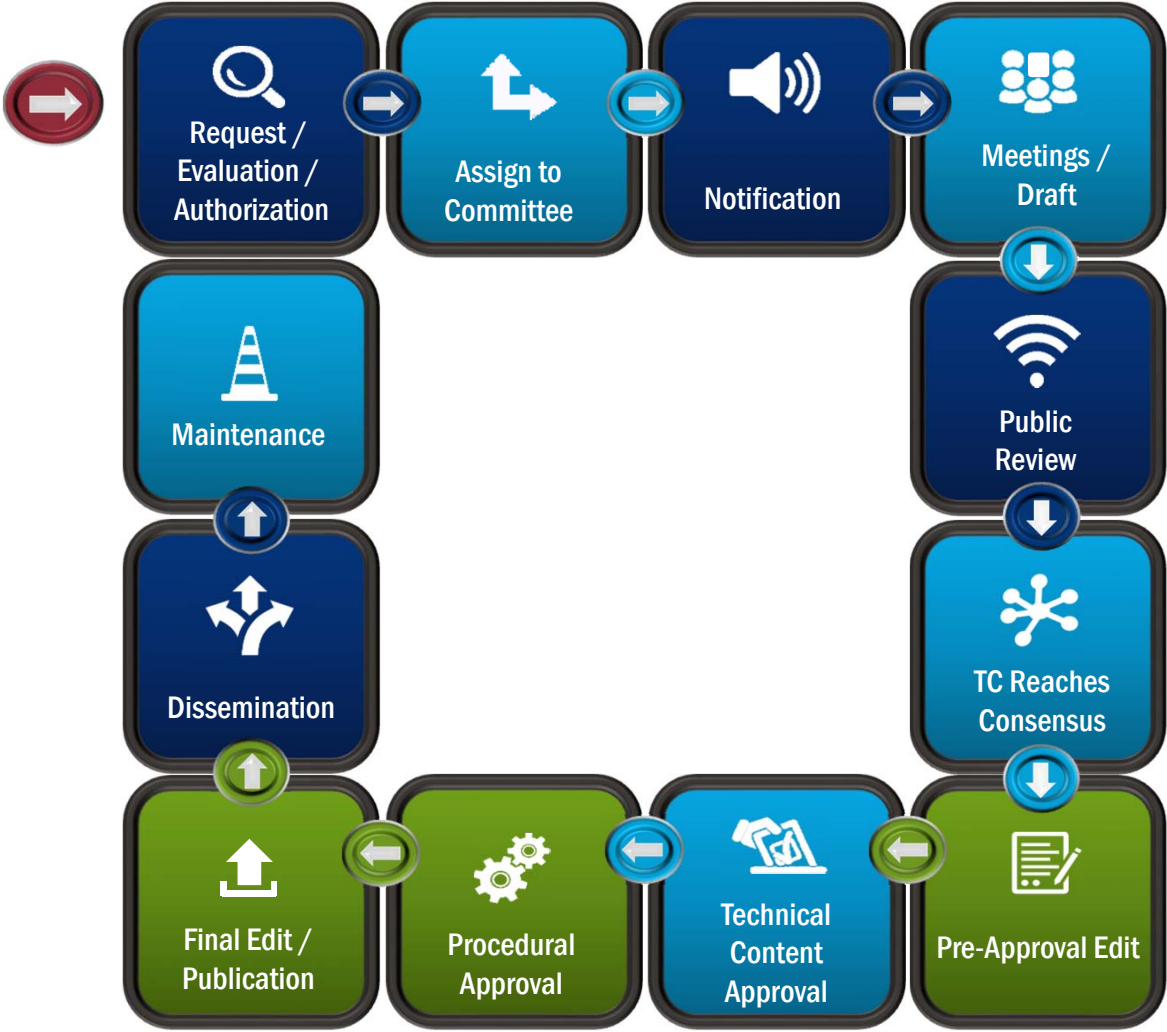 Request /
Evaluation /
Authorization
Assign to
Committee
Notification
Meetings /
Draft
Public
Review
TC Reaches
Consensus
Pre-Approval Edit
Technical
Content
Approval
Procedural
Approval
Final Edit /
Publication
Dissemination
Maintenance